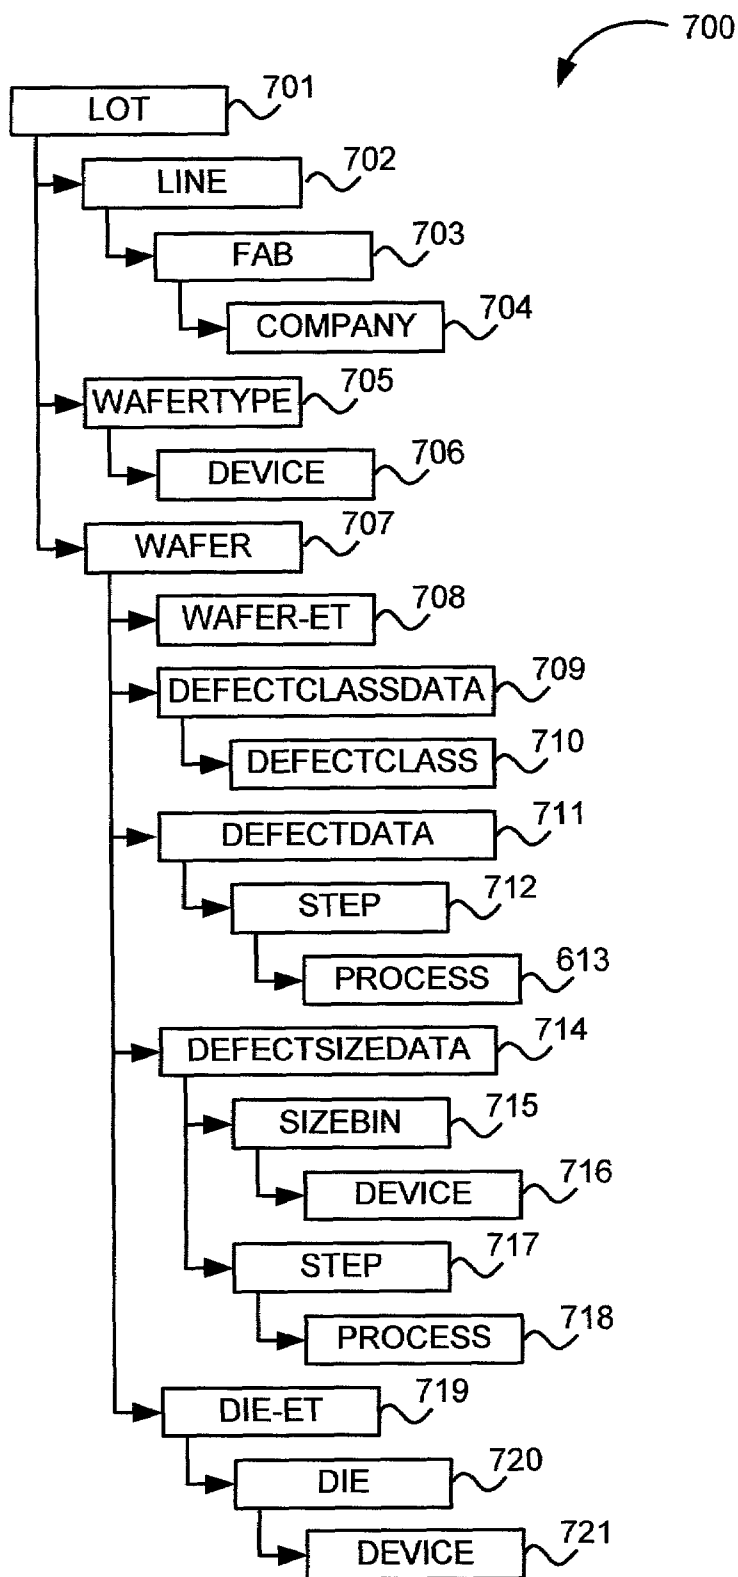 700
LOT 701
LINE 702
FAB 703
COMPANY 704
WAFERTYPE 705
DEVICE 706
WAFER 707
WAFER-ET 708
DEFECTCLASSDATA 709
DEFECTCLASS 710
DEFECTDATA 711
STEP 712
PROCESS 613
DEFECTSIZEDATA 714
SIZEBIN 715
DEVICE 716
STEP 717
PROCESS 718
DIE-ET 719
DIE 720
DEVICE 721